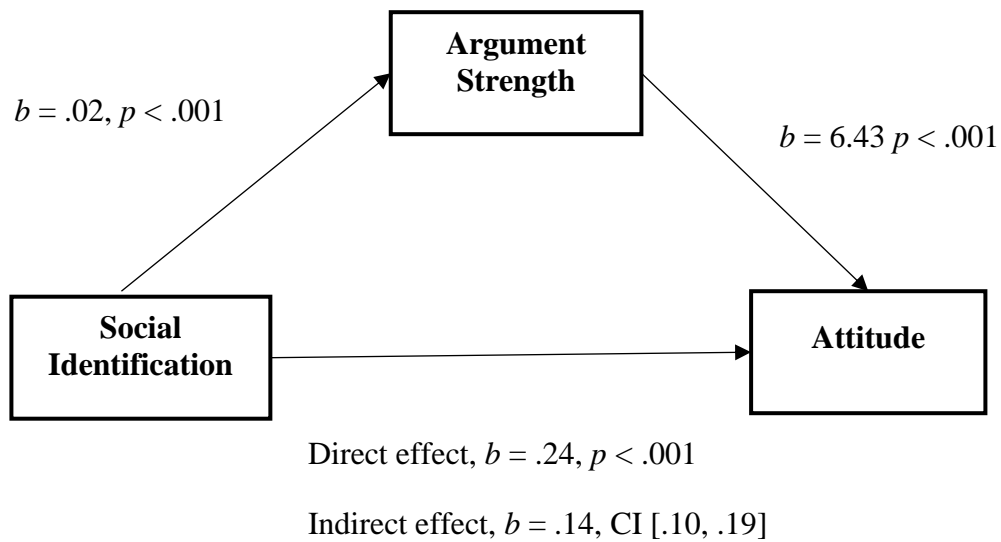 Argument
Strength
b = .02, p < .001
b = 6.43 p < .001
Social
Identification
Attitude
Direct effect, b = .24, p < .001
Indirect effect, b = .14, CI [.10, .19]